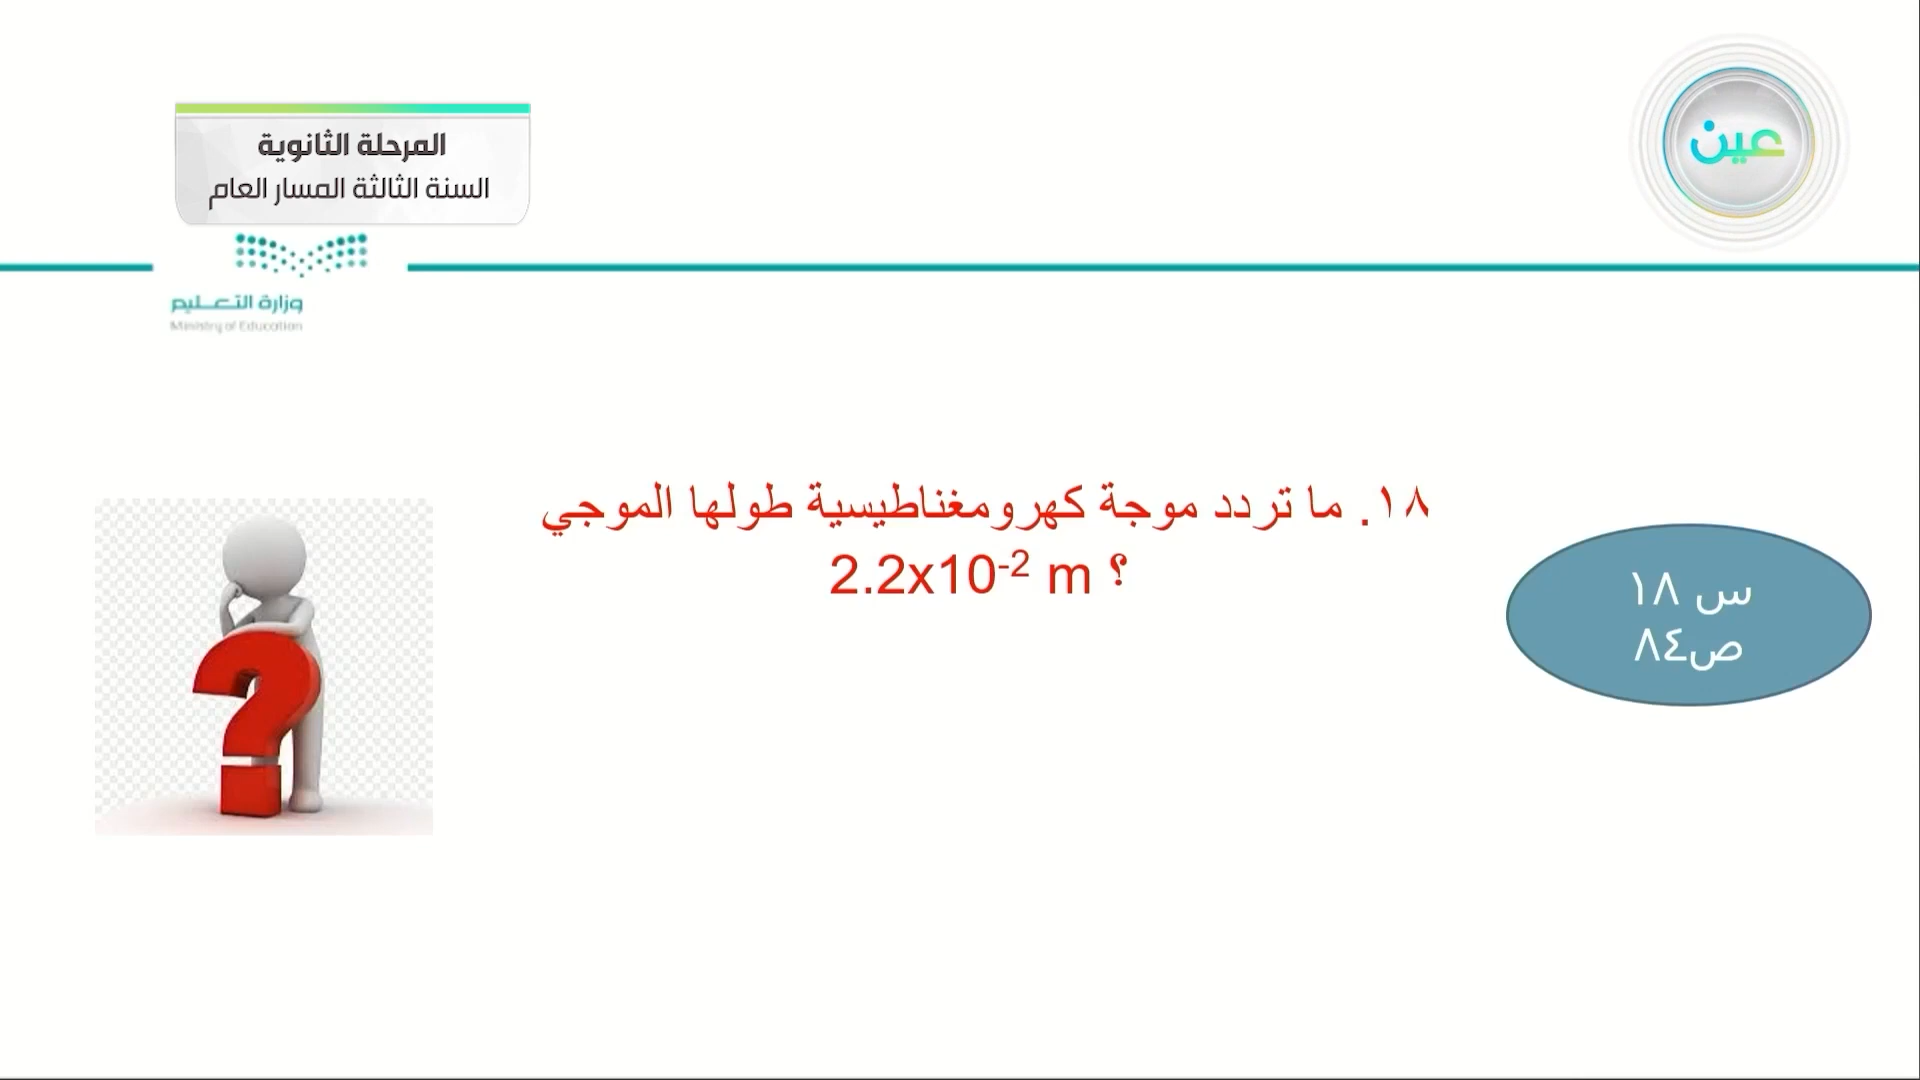 عين
المرحلة الثانوية
السنة الثالثة المسار العام
وزارة التعليم
Ministry of Education
١٨. ما تردد موجة كهرومغناطيسية طولها الموجي
2.2x10-2 m ؟
س ١٨
ص٨٤